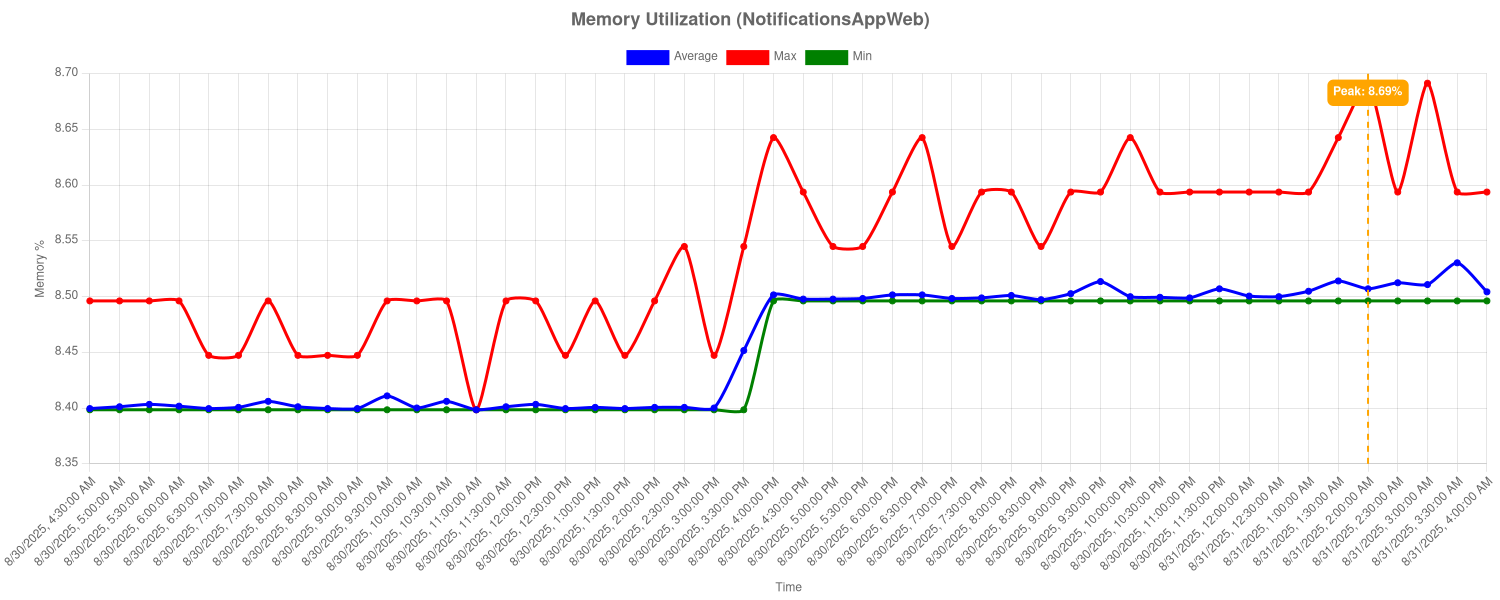 Memory Utilization (NotificationsAppWeb)
Average Max Min
Peak: 8.69%
8.70
8.65
8.60
8.55
8.50
8.45
8.40
8.35
Memory %
8/30/2025, 4:30:00 AM
8/30/2025, 5:00:00 AM
8/30/2025, 5:30:00 AM
8/30/2025, 6:00:00 AM
8/30/2025, 6:30:00 AM
8/30/2025, 7:00:00 AM
8/30/2025, 7:30:00 AM
8/30/2025, 8:00:00 AM
8/30/2025, 8:30:00 AM
8/30/2025, 9:00:00 AM
8/30/2025, 9:30:00 AM
8/30/2025, 10:00:00 AM
8/30/2025, 10:30:00 AM
8/30/2025, 11:00:00 AM
8/30/2025, 11:30:00 AM
8/30/2025, 12:00:00 PM
8/30/2025, 12:30:00 PM
8/30/2025, 1:00:00 PM
8/30/2025, 1:30:00 PM
8/30/2025, 2:00:00 PM
8/30/2025, 2:30:00 PM
8/30/2025, 3:00:00 PM
8/30/2025, 3:30:00 PM
8/30/2025, 4:00:00 PM
8/30/2025, 4:30:00 PM
8/30/2025, 5:00:00 PM
8/30/2025, 5:30:00 PM
8/30/2025, 6:00:00 PM
8/30/2025, 6:30:00 PM
8/30/2025, 7:00:00 PM
8/30/2025, 7:30:00 PM
8/30/2025, 8:00:00 PM
8/30/2025, 8:30:00 PM
8/30/2025, 9:00:00 PM
8/30/2025, 9:30:00 PM
8/30/2025, 10:00:00 PM
8/30/2025, 10:30:00 PM
8/30/2025, 11:00:00 PM
8/30/2025, 11:30:00 PM
8/31/2025, 12:00:00 AM
8/31/2025, 12:30:00 AM
8/31/2025, 1:00:00 AM
8/31/2025, 1:30:00 AM
8/31/2025, 2:00:00 AM
8/31/2025, 2:30:00 AM
8/31/2025, 3:00:00 AM
8/31/2025, 3:30:00 AM
8/31/2025, 4:00:00 AM
Time